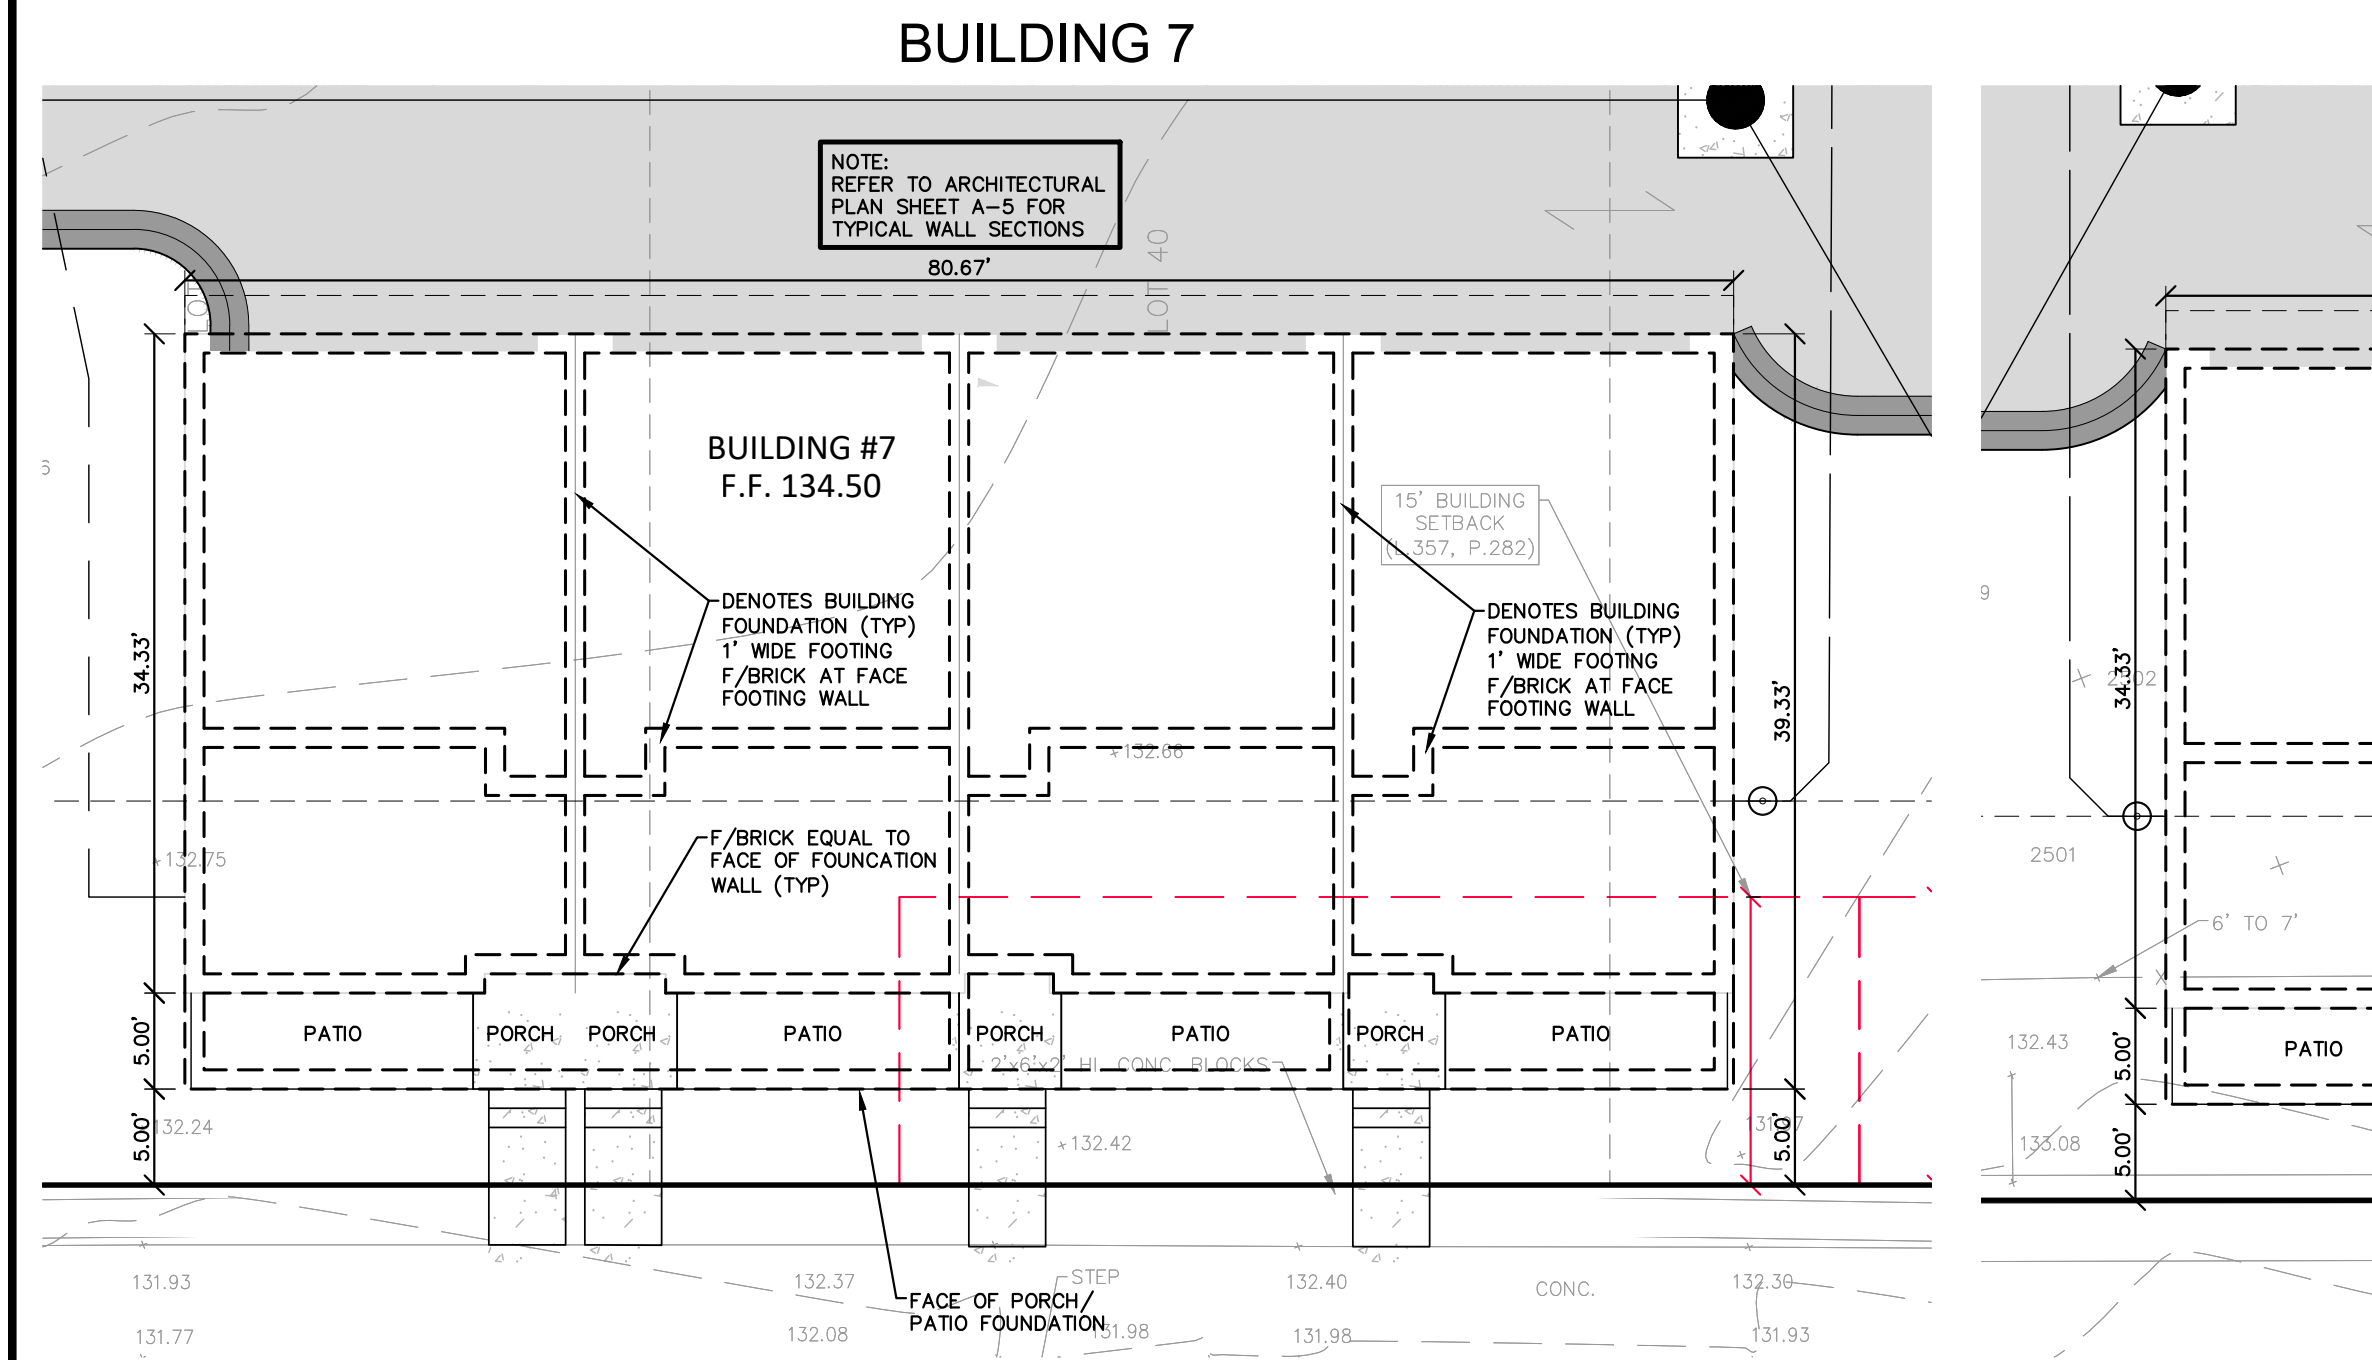 BUILDING 7
NOTE:
REFER TO ARCHITECTURAL
PLAN SHEET A-5 FOR
TYPICAL WALL SECTIONS
80.67'
LOT
LOT 40
BUILDING #7
F.F. 134.50
15' BUILDING
SETBACK
(L.357, P.282)
DENOTES BUILDING
FOUNDATION (TYP)
1' WIDE FOOTING
F/BRICK AT FACE
FOOTING WALL
DENOTES BUILDING
FOUNDATION (TYP)
1' WIDE FOOTING
F/BRICK AT FACE
FOOTING WALL
34.33'
39.33'
34.33'
2502
+132.66
F/BRICK EQUAL TO
FACE OF FOUNCATION
WALL (TYP)
+132.75
2501
6' TO 7'
PATIO
PORCH
PORCH
PATIO
PORCH
PATIO
PORCH
PATIO
PATIO
2'x6'x2' HI. CONC. BLOCKS
5.00'
5.00'
132.43
5.00'
132.24
+132.42
5.00'
131.97
5.00'
133.08
131.93
132.37
STEP
132.40
CONC.
132.30
FACE OF PORCH/
PATIO FOUNDATION
131.77
132.08
131.98
131.98
131.93